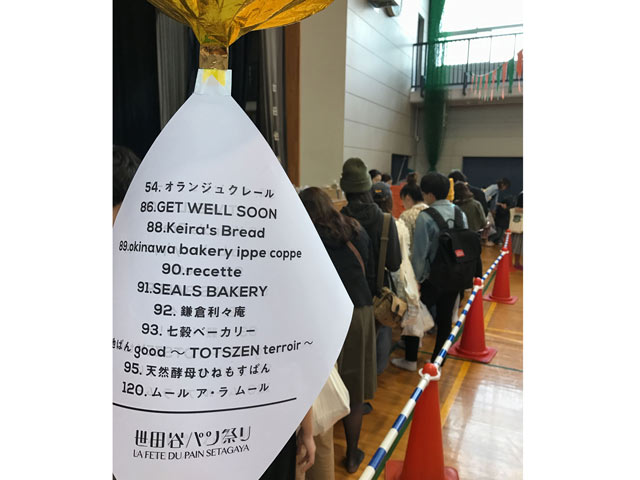 54. オランジュクレール
86.GET WELL SOON
88.Keira's Bread
89.okinawa bakery ippe coppe
90.recette
91.SEALS BAKERY
92. 鎌倉利々庵
93. 七穀ベーカリー
ぱん good ～ TOTSZEN terroir～
95. 天然酵母ひねもすぱん
120. ムール ア・ラ ムール
世田谷パン祭り
LA FETE DU PAIN SETAGAYA